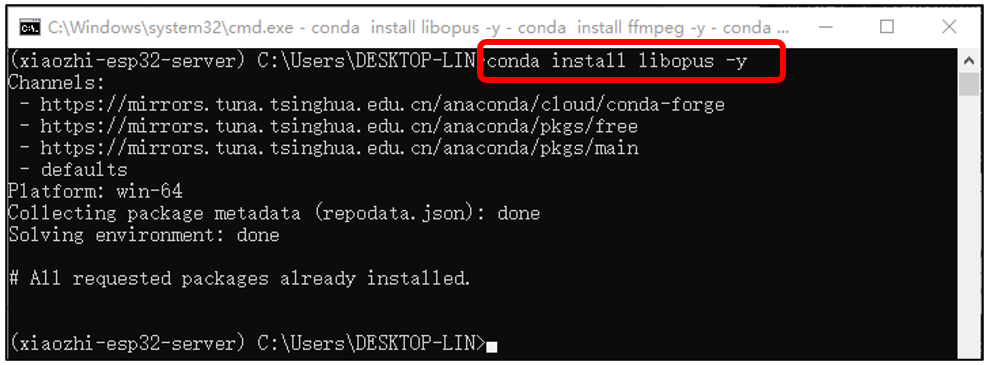 C:\Windows\system32\cmd.exe - conda install libopus -y - conda install ffmpeg -y - conda ...
(xiaozhi-esp32-server) C:\Users\DESKTOP-LIN>conda install libopus -y
Channels:
 - https://mirrors.tuna.tsinghua.edu.cn/anaconda/cloud/conda-forge
 - https://mirrors.tuna.tsinghua.edu.cn/anaconda/pkgs/free
 - https://mirrors.tuna.tsinghua.edu.cn/anaconda/pkgs/main
 - defaults
Platform: win-64
Collecting package metadata (repodata.json): done
Solving environment: done
# All requested packages already installed.
(xiaozhi-esp32-server) C:\Users\DESKTOP-LIN>